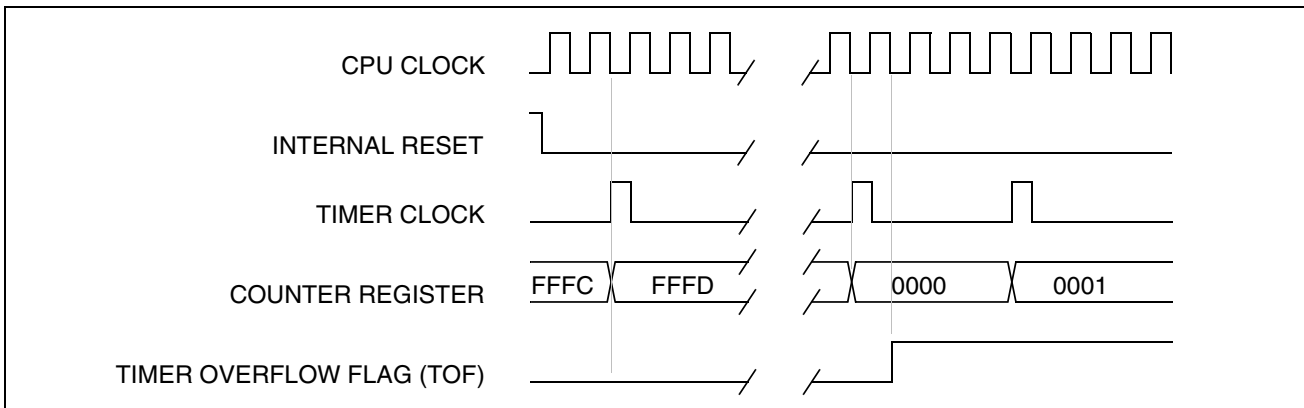 CPU CLOCK
INTERNAL RESET
TIMER CLOCK
COUNTER REGISTER
FFFC
FFFD
0000
0001
TIMER OVERFLOW FLAG (TOF)